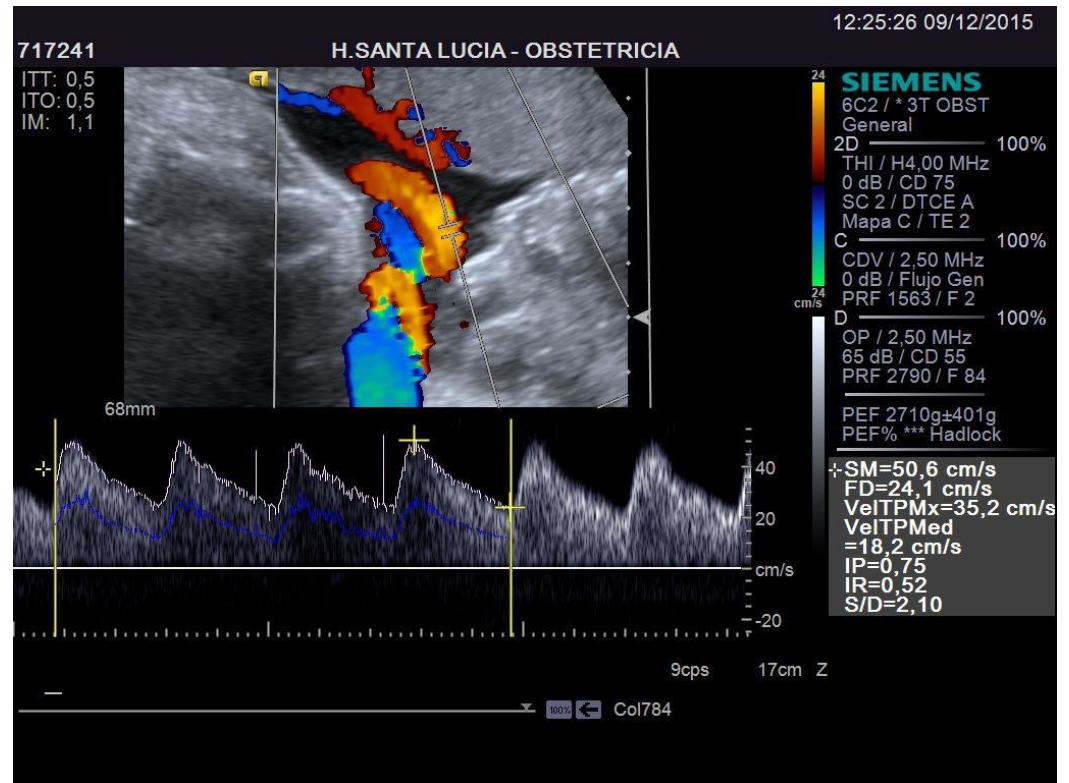 12:25:26 09/12/2015
717241
H.SANTA LUCIA - OBSTETRICIA
ITT: 0,5
ITO: 0,5
IM: 1,1
24
24
cm/s
SIEMENS
6C2 / * 3T OBST
General
2D 100%
THI / H4,00 MHz
0 dB / CD 75
SC 2 / DTCE A
Mapa C / TE 2
C 100%
CDV / 2,50 MHz
0 dB / Flujo Gen
PRF 1563 / F 2
D 100%
OP / 2,50 MHz
65 dB / CD 55
PRF 2790 / F 84
PEF 2710g±401g
PEF% *** Hadlock
SM=50,6 cm/s
FD=24,1 cm/s
VelTPMx=35,2 cm/s
VelTPMed
=18,2 cm/s
IP=0,75
IR=0,52
S/D=2,10
68mm
40
20
cm/s
-20
9cps 17cm Z
100% Col784